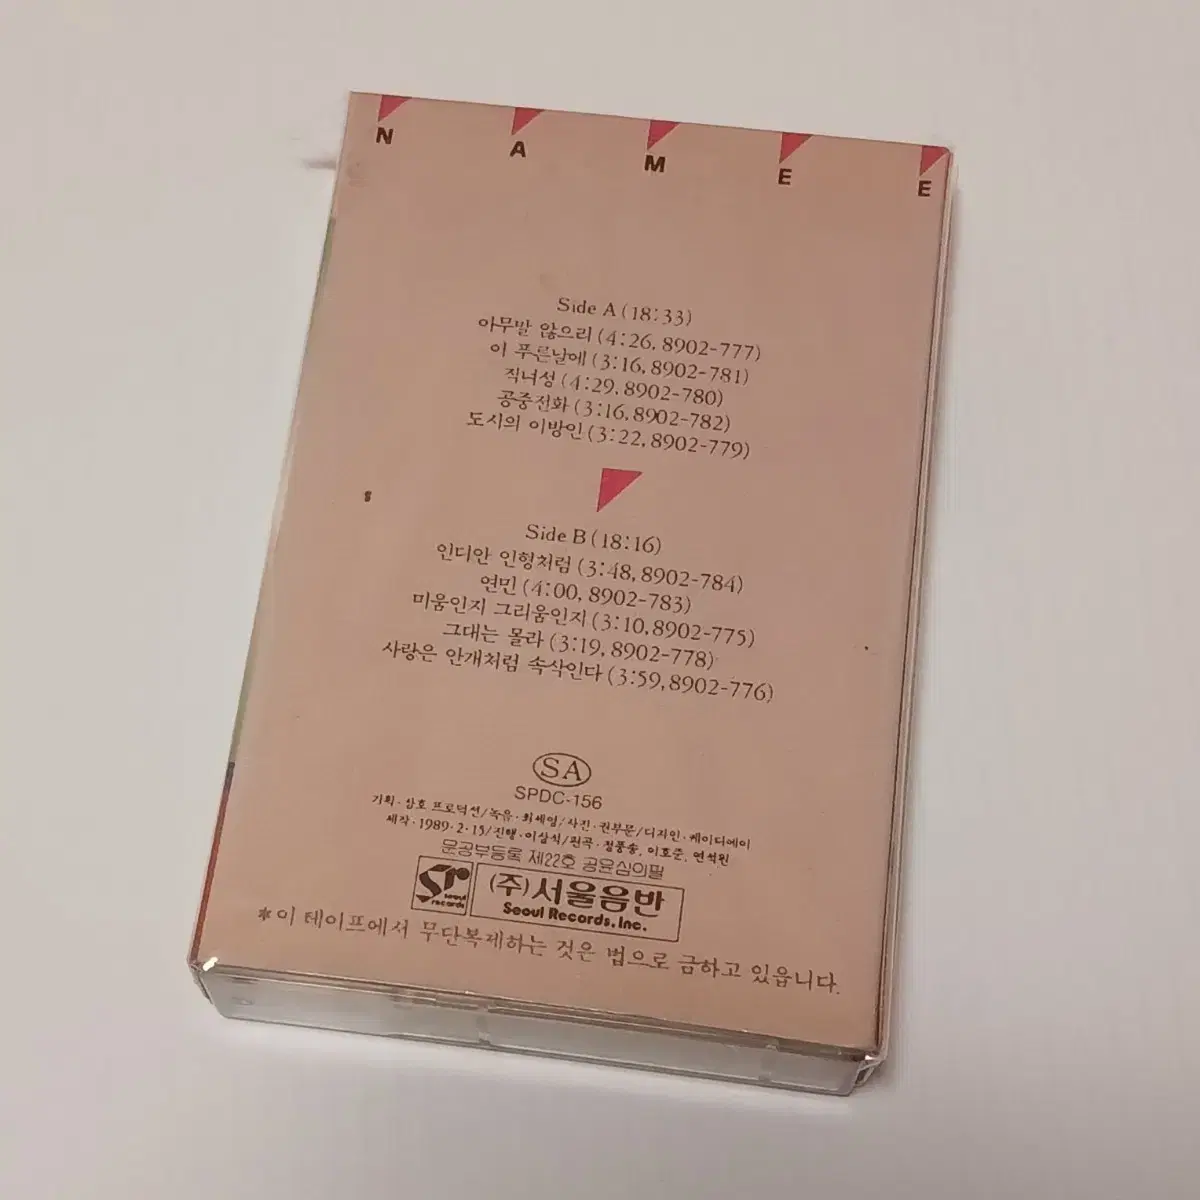 N A M E E
Side A (18:33)
아무말 않으리 (4:26, 8902-777)
이 푸른날에 (3:16, 8902-781)
직녀성 (4:29, 8902-780)
공중전화 (3:16, 8902-782)
도시의 이방인 (3:22, 8902-779)
Side B (18:16)
인디안 인형처럼 (3:48, 8902-784)
연민 (4:00, 8902-783)
미움인지 그리움인지 (3:10, 8902-775)
그대는 몰라 (3:19, 8902-778)
사랑은 안개처럼 속삭인다 (3:59, 8902-776)
SA
SPDC-156
기획·삼호 프로덕션/녹음·최세영/사진·권부문/디자인·케이디에이
제작·1989·2·15/진행·이상식/편곡·정풍송, 이호준, 연석원
문공부등록 제22호 공윤심의필
sr seoul records (주)서울음반
Seoul Records, Inc.
*이 테이프에서 무단복제하는 것은 법으로 금하고 있읍니다.